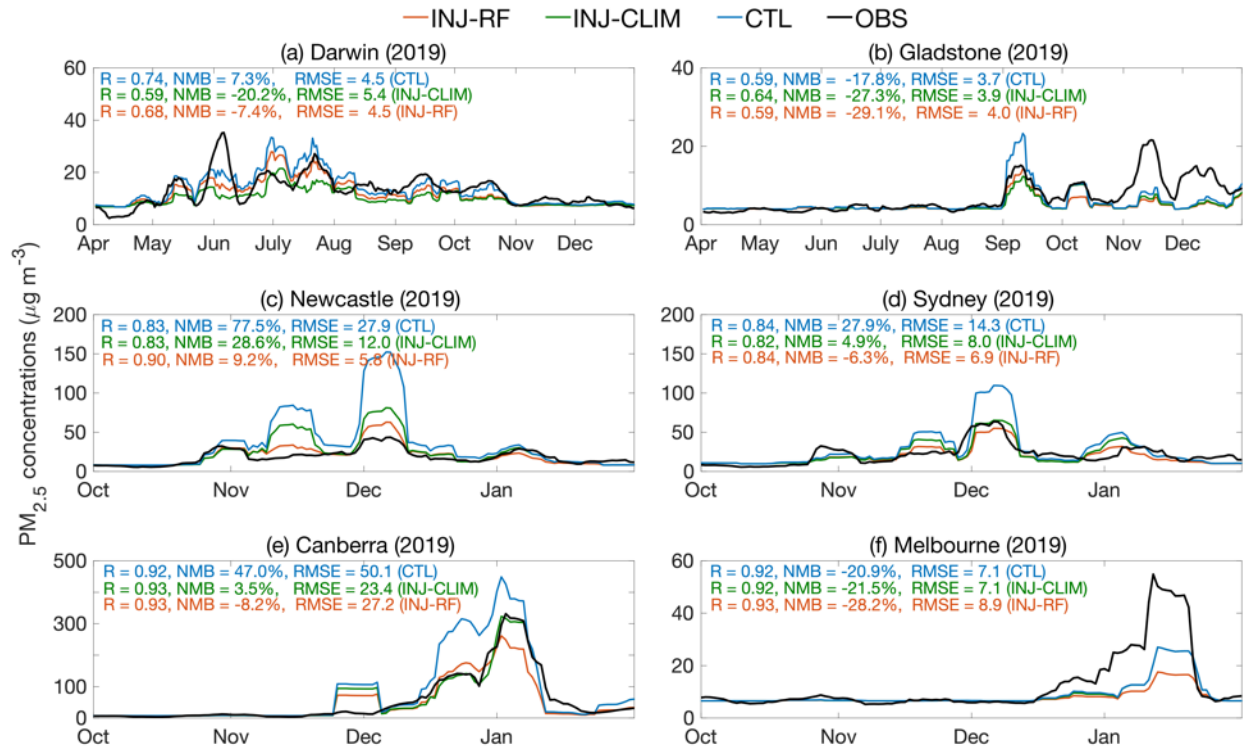 INJ-RF INJ-CLIM CTL OBS
(a) Darwin (2019)
R = 0.74, NMB = 7.3%, RMSE = 4.5 (CTL)
R = 0.59, NMB = -20.2%, RMSE = 5.4 (INJ-CLIM)
R = 0.68, NMB = -7.4%, RMSE = 4.5 (INJ-RF)
60
40
20
0
Apr May Jun July Aug Sep Oct Nov Dec
(b) Gladstone (2019)
R = 0.59, NMB = -17.8%, RMSE = 3.7 (CTL)
R = 0.64, NMB = -27.3%, RMSE = 3.9 (INJ-CLIM)
R = 0.59, NMB = -29.1%, RMSE = 4.0 (INJ-RF)
40
20
0
Apr May Jun July Aug Sep Oct Nov Dec
PM2.5 concentrations (μg m-3)
(c) Newcastle (2019)
R = 0.83, NMB = 77.5%, RMSE = 27.9 (CTL)
R = 0.83, NMB = 28.6%, RMSE = 12.0 (INJ-CLIM)
R = 0.90, NMB = 9.2%, RMSE = 5.8 (INJ-RF)
200
150
100
50
0
Oct Nov Dec Jan
(d) Sydney (2019)
R = 0.84, NMB = 27.9%, RMSE = 14.3 (CTL)
R = 0.82, NMB = 4.9%, RMSE = 8.0 (INJ-CLIM)
R = 0.84, NMB = -6.3%, RMSE = 6.9 (INJ-RF)
200
150
100
50
0
Oct Nov Dec Jan
(e) Canberra (2019)
R = 0.92, NMB = 47.0%, RMSE = 50.1 (CTL)
R = 0.93, NMB = 3.5%, RMSE = 23.4 (INJ-CLIM)
R = 0.93, NMB = -8.2%, RMSE = 27.2 (INJ-RF)
500
300
100
0
Oct Nov Dec Jan
(f) Melbourne (2019)
R = 0.92, NMB = -20.9%, RMSE = 7.1 (CTL)
R = 0.92, NMB = -21.5%, RMSE = 7.1 (INJ-CLIM)
R = 0.93, NMB = -28.2%, RMSE = 8.9 (INJ-RF)
60
40
20
0
Oct Nov Dec Jan